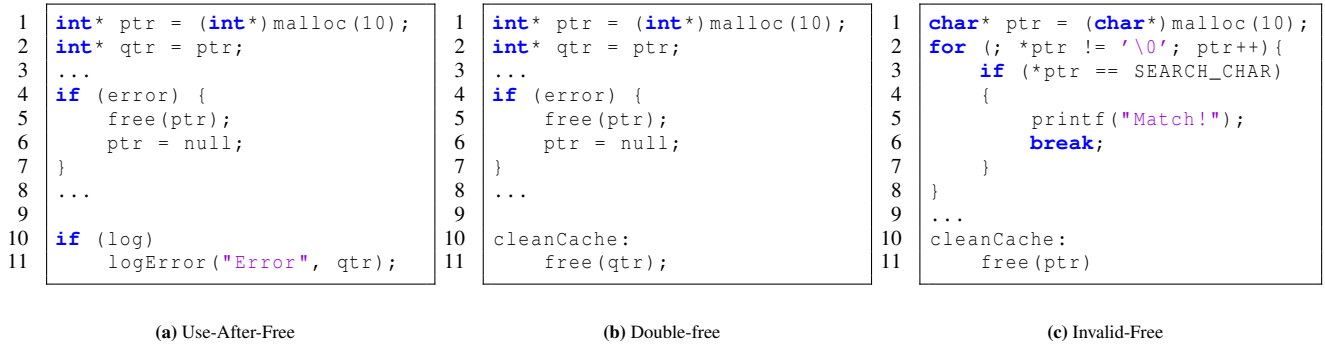 1 int* ptr = (int*)malloc(10);
2 int* qtr = ptr;
3 ...
4 if (error) {
5     free(ptr);
6     ptr = null;
7 }
8 ...
9
10 if (log)
11     logError("Error", qtr);
(a) Use-After-Free
1 int* ptr = (int*)malloc(10);
2 int* qtr = ptr;
3 ...
4 if (error) {
5     free(ptr);
6     ptr = null;
7 }
8 ...
9
10 cleanCache:
11     free(qtr);
(b) Double-free
1 char* ptr = (char*)malloc(10);
2 for (; *ptr != '\0'; ptr++){
3     if (*ptr == SEARCH_CHAR)
4     {
5         printf("Match!");
6         break;
7     }
8 }
9 ...
10 cleanCache:
11     free(ptr)
(c) Invalid-Free